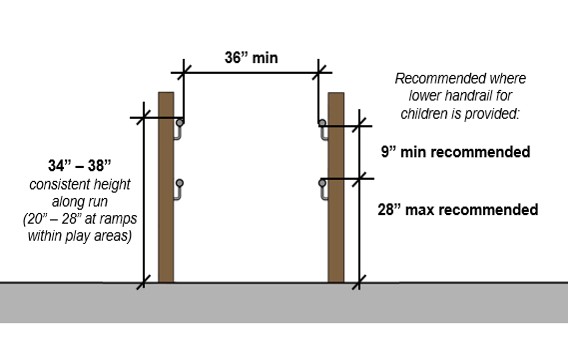 36” min
Recommended where
lower handrail for
children is provided:
9” min recommended
34” – 38”
consistent height
along run
(20” – 28” at ramps
within play areas)
28” max recommended